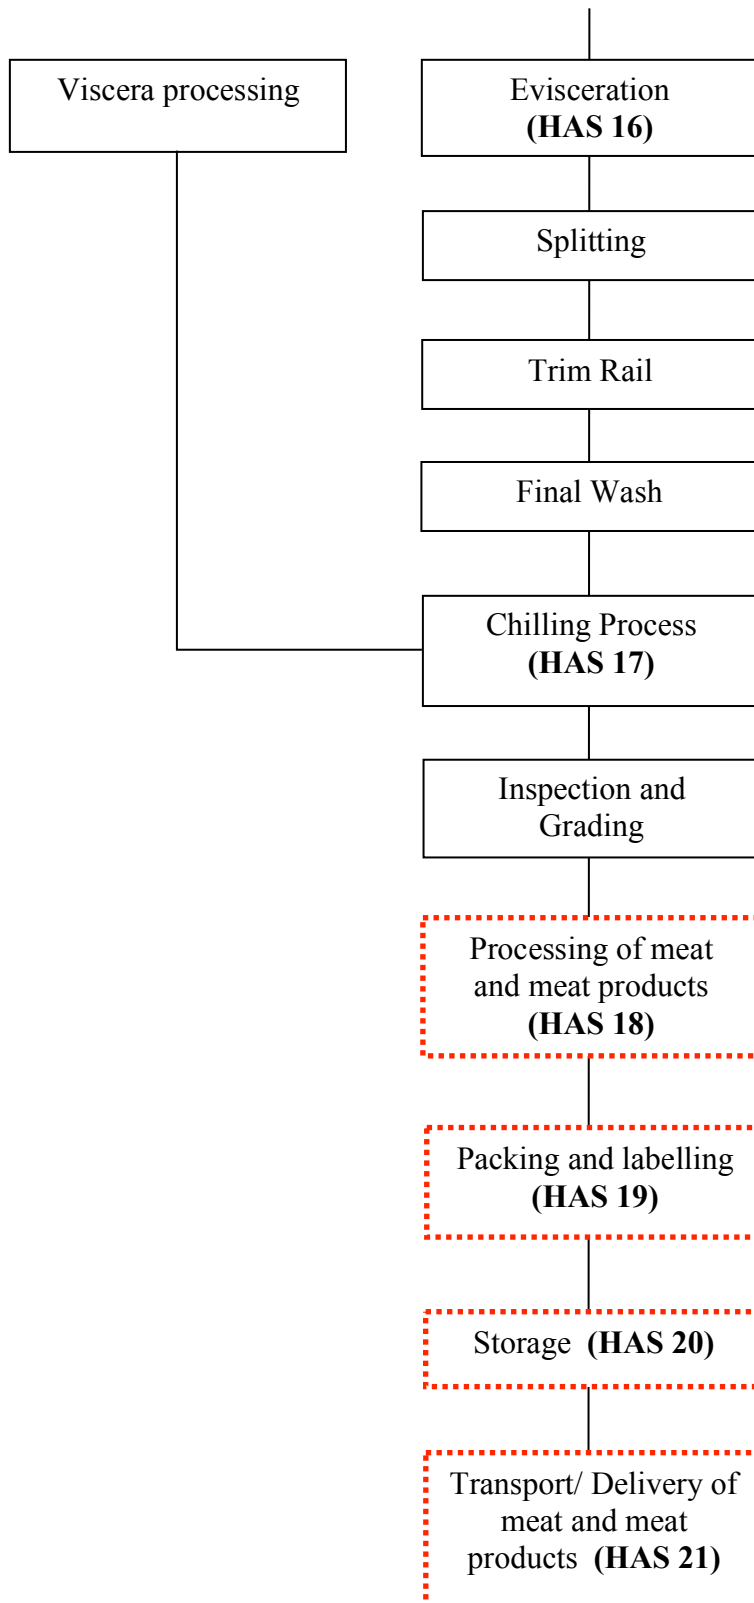 Viscera processing
Evisceration
(HAS 16)
Splitting
Trim Rail
Final Wash
Chilling Process
(HAS 17)
Inspection and
Grading
Processing of meat
and meat products
(HAS 18)
Packing and labelling
(HAS 19)
Storage (HAS 20)
Transport/ Delivery of
meat and meat
products (HAS 21)